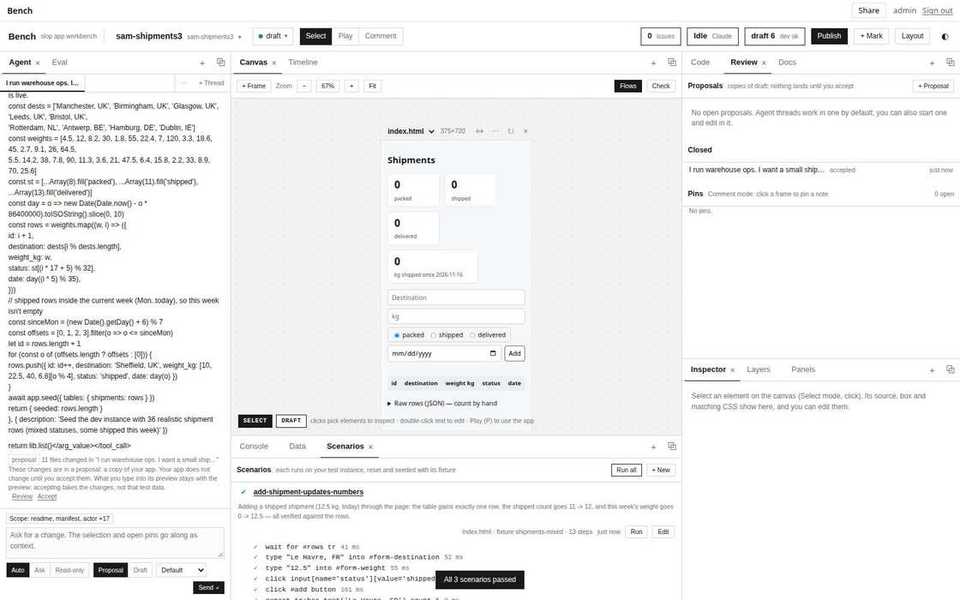 Bench
Share
admin
Sign out
Bench
slop app workbench
sam-shipments3
sam-shipments3
draft
Select
Play
Comment
0 issues
Idle Claude
draft 6 dev ok
Publish
+ Mark
Layout
Agent ×
Eval
Canvas ×
Timeline
Code
Review ×
Docs
I run warehouse ops. I...
+ Thread
is live.
const dests = ['Manchester, UK', 'Birmingham, UK', 'Glasgow, UK',
'Leeds, UK', 'Bristol, UK',
'Rotterdam, NL', 'Antwerp, BE', 'Hamburg, DE', 'Dublin, IE']
const weights = [4.5, 12, 8.2, 30, 1.8, 55, 22.4, 7, 120, 3.3, 18.6,
45, 2.7, 9.1, 26, 64.5,
5.5, 14.2, 38, 7.8, 90, 11.3, 3.6, 21, 47.5, 6.4, 15.8, 2.2, 33, 8.9,
70, 25.6]
const st = [...Array(8).fill('packed'), ...Array(11).fill('shipped'),
...Array(13).fill('delivered')]
const day = o => new Date(Date.now() - o *
86400000).toISOString().slice(0, 10)
const rows = weights.map((w, i) => ({
id: i + 1,
destination: dests[i % dests.length],
weight_kg: w,
status: st[(i * 17 + 5) % 32],
date: day((i * 5) % 35),
}))
// shipped rows inside the current week (Mon..today), so this week
isn't empty
const sinceMon = (new Date().getDay() + 6) % 7
const offsets = [0, 1, 2, 3].filter(o => o <= sinceMon)
let id = rows.length + 1
for (const o of (offsets.length ? offsets : [0])) {
rows.push({ id: id++, destination: 'Sheffield, UK', weight_kg: [10,
22.5, 40, 6.8][o % 4], status: 'shipped', date: day(o) })
}
await app.seed({ tables: { shipments: rows } })
return { seeded: rows.length }
}, { description: 'Seed the dev instance with 36 realistic shipment
rows (mixed statuses, some shipped this week)' })
return lib.list()</arg_value></tool_call>
proposal · 11 files changed in "I run warehouse ops. I want a small ship…"
These changes are in a proposal: a copy of your app. Your app does not
change until you accept them. What you type into its preview stays with the
preview; accepting takes the changes, not that test data.
Review
Accept
Scope: readme, manifest, actor +17
Ask for a change. The selection and open pins go along as
context.
Auto
Ask
Read-only
Proposal
Draft
Default
Send
+ Frame
Zoom
−
67%
+
Fit
Flows
Check
index.html
375×720
Shipments
0
packed
0
shipped
0
delivered
0
kg shipped since 2026-11-16
Destination
kg
packed
shipped
delivered
mm/dd/yyyy
Add
id destination weight kg status date
Raw rows (JSON) — count by hand
SELECT
DRAFT
clicks pick elements to inspect · double-click text to edit · Play (P) to use the app
Console
Data
Scenarios ×
Scenarios each runs on your test instance, reset and seeded with its fixture
Run all
+ New
✓ add-shipment-updates-numbers
Adding a shipped shipment (12.5 kg, today) through the page: the table gains exactly one row, the shipped count goes 11 -> 12, and this week's weight goes
0 -> 12.5 — all verified against the rows.
index.html · fixture shipments-mixed · 13 steps just now
Run
Edit
✓ wait for #rows tr 41 ms
✓ type "Le Havre, FR" into #form-destination 52 ms
✓ type "12.5" into #form-weight 55 ms
✓ click input[name='status'][value='shipped
✓ click #add button 101 ms
All 3 scenarios passed
Proposals copies of draft: nothing lands until you accept
+ Proposal
No open proposals. Agent threads work in one by default, you can also start one
and edit in it.
Closed
I run warehouse ops. I want a small ship… accepted just now
Pins Comment mode: click a frame to pin a note
0 open
No pins.
Inspector ×
Layers
Panels
Select an element on the canvas (Select mode, click). Its source, box and
matching CSS show here, and you can edit them.